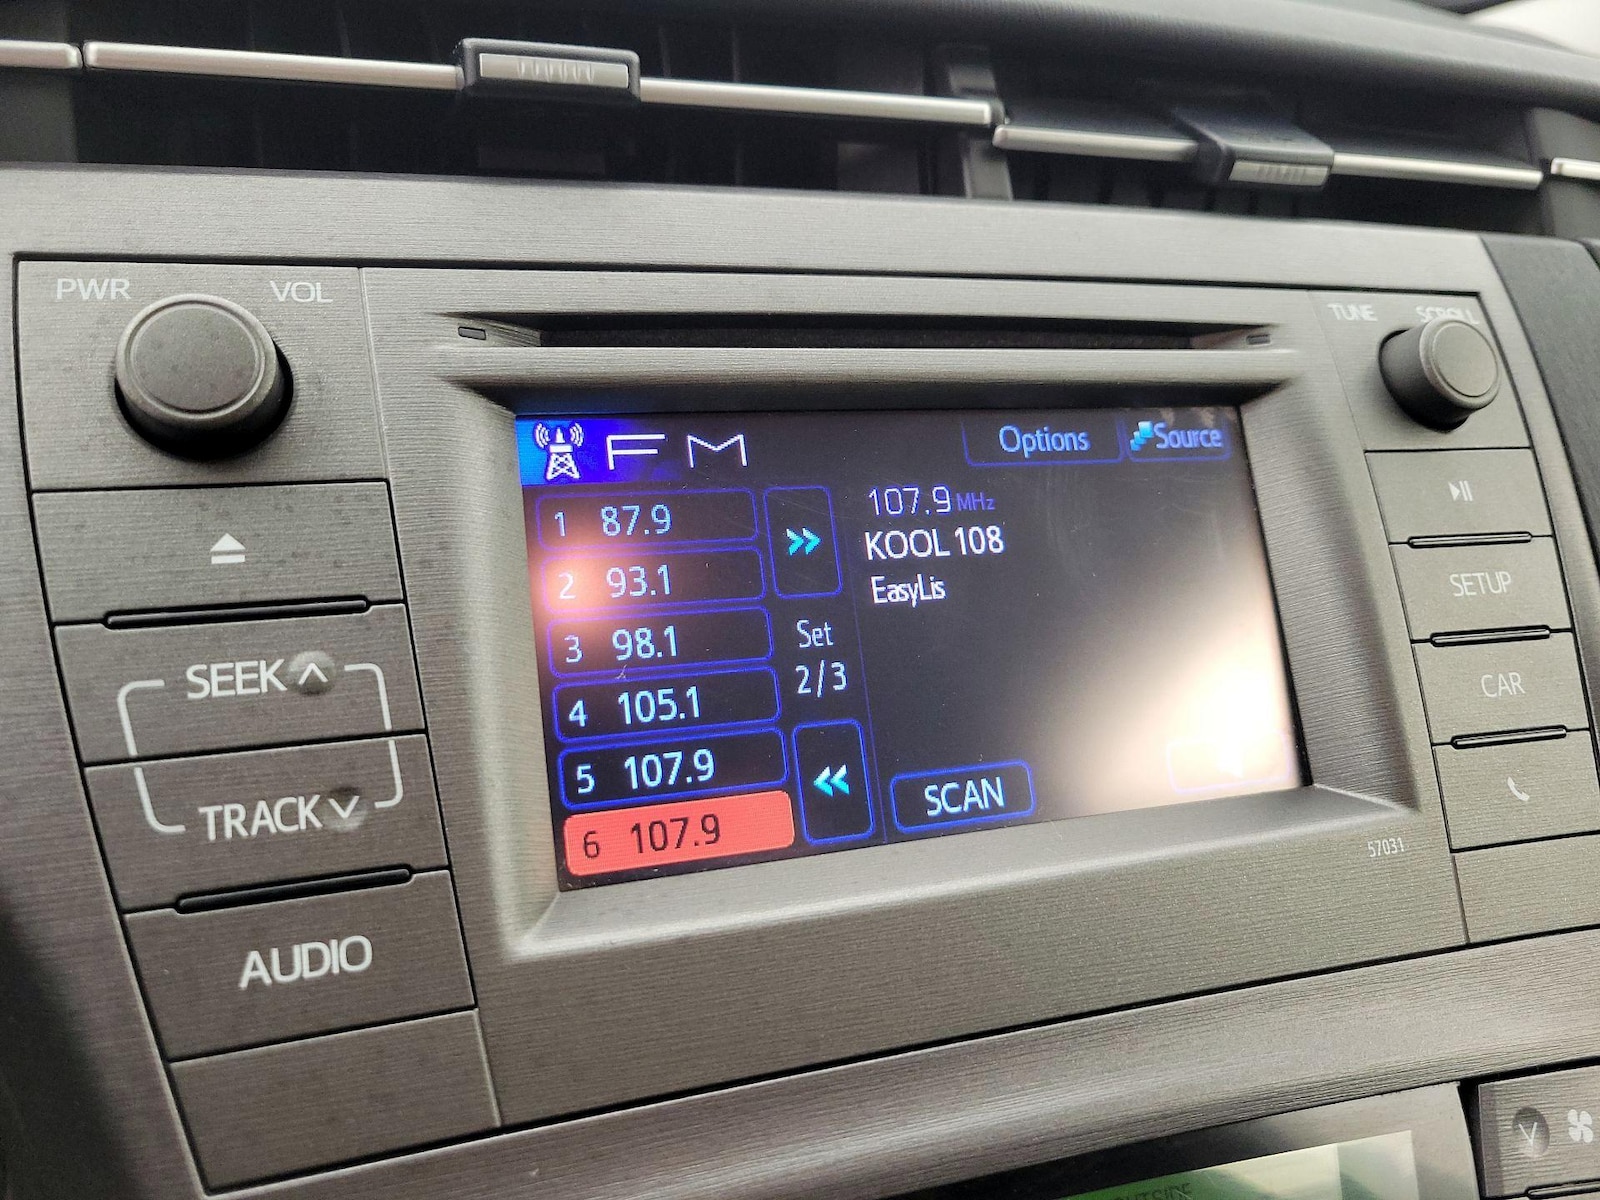 PWR VOL
TUNE SCROLL
FM
Options
Source
1 87.9
2 93.1
3 98.1
4 105.1
5 107.9
6 107.9
Set
2/3
107.9 MHz
KOOL 108
EasyLis
SCAN
SEEK
TRACK
AUDIO
SETUP
CAR
57031
OUTSIDE